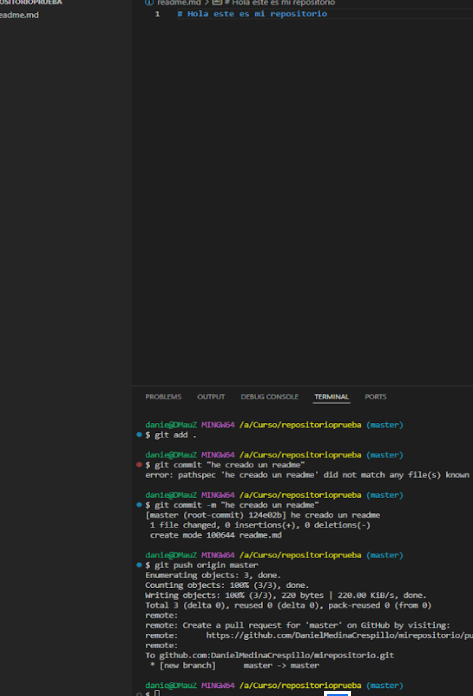 OSITORIOPRUEBA
eadme.md
readme.md > # Hola este es mi repositorio
1 # Hola este es mi repositorio
PROBLEMS OUTPUT DEBUG CONSOLE TERMINAL PORTS
danie@DMauZ MINGW64 /a/Curso/repositorioprueba (master)
$ git add .
danie@DMauZ MINGW64 /a/Curso/repositorioprueba (master)
$ git commit "he creado un readme"
error: pathspec 'he creado un readme' did not match any file(s) known
danie@DMauZ MINGW64 /a/Curso/repositorioprueba (master)
$ git commit -m "he creado un readme"
[master (root-commit) 124e02b] he creado un readme
1 file changed, 0 insertions(+), 0 deletions(-)
create mode 100644 readme.md
danie@DMauZ MINGW64 /a/Curso/repositorioprueba (master)
$ git push origin master
Enumerating objects: 3, done.
Counting objects: 100% (3/3), done.
Writing objects: 100% (3/3), 220 bytes | 220.00 KiB/s, done.
Total 3 (delta 0), reused 0 (delta 0), pack-reused 0 (from 0)
remote:
remote: Create a pull request for 'master' on GitHub by visiting:
remote: https://github.com/DanielMedinaCrespillo/mirepositorio/pu
remote:
To github.com:DanielMedinaCrespillo/mirepositorio.git
* [new branch] master -> master
danie@DMauZ MINGW64 /a/Curso/repositorioprueba (master)
$